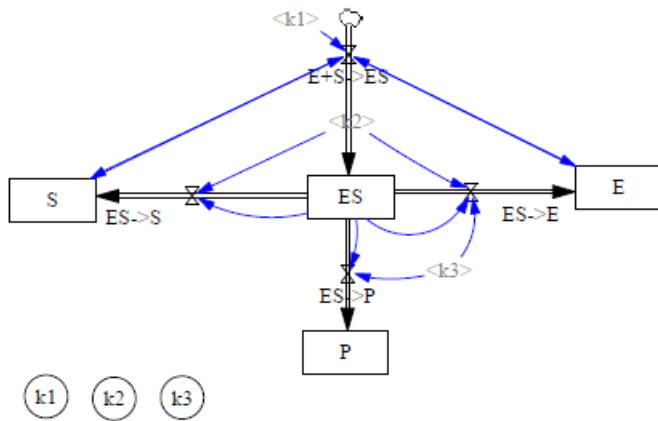 <k1>
E+S->ES
<k2>
S
ES
E
ES->S
ES->E
<k3>
ES->P
P
k1
k2
k3